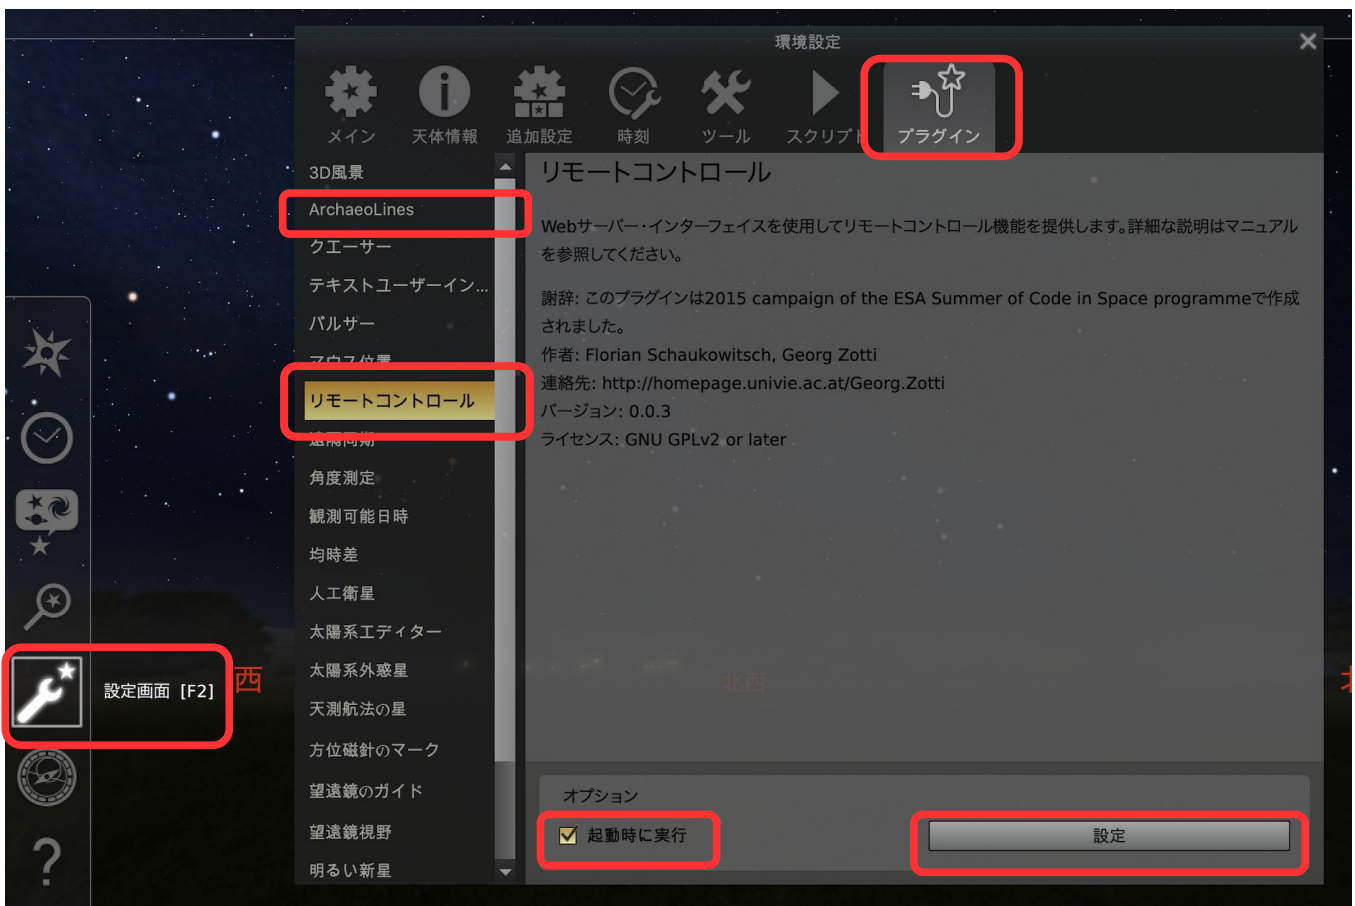 環境設定
メイン
天体情報
追加設定
時刻
ツール
スクリプト
プラグイン
3D風景
ArchaeoLines
クエーサー
テキストユーザーイン...
パルサー
マウス位置
リモートコントロール
遠隔同期
角度測定
観測可能日時
均時差
人工衛星
太陽系エディター
太陽系外惑星
天測航法の星
方位磁針のマーク
望遠鏡のガイド
望遠鏡視野
明るい新星
リモートコントロール
Webサーバー・インターフェイスを使用してリモートコントロール機能を提供します。詳細な説明はマニュアル
を参照してください。
謝辞: このプラグインは2015 campaign of the ESA Summer of Code in Space programmeで作成
されました。
作者: Florian Schaukowitsch, Georg Zotti
連絡先: http://homepage.univie.ac.at/Georg.Zotti
バージョン: 0.0.3
ライセンス: GNU GPLv2 or later
設定画面 [F2]
西
北西
オプション
起動時に実行
設定